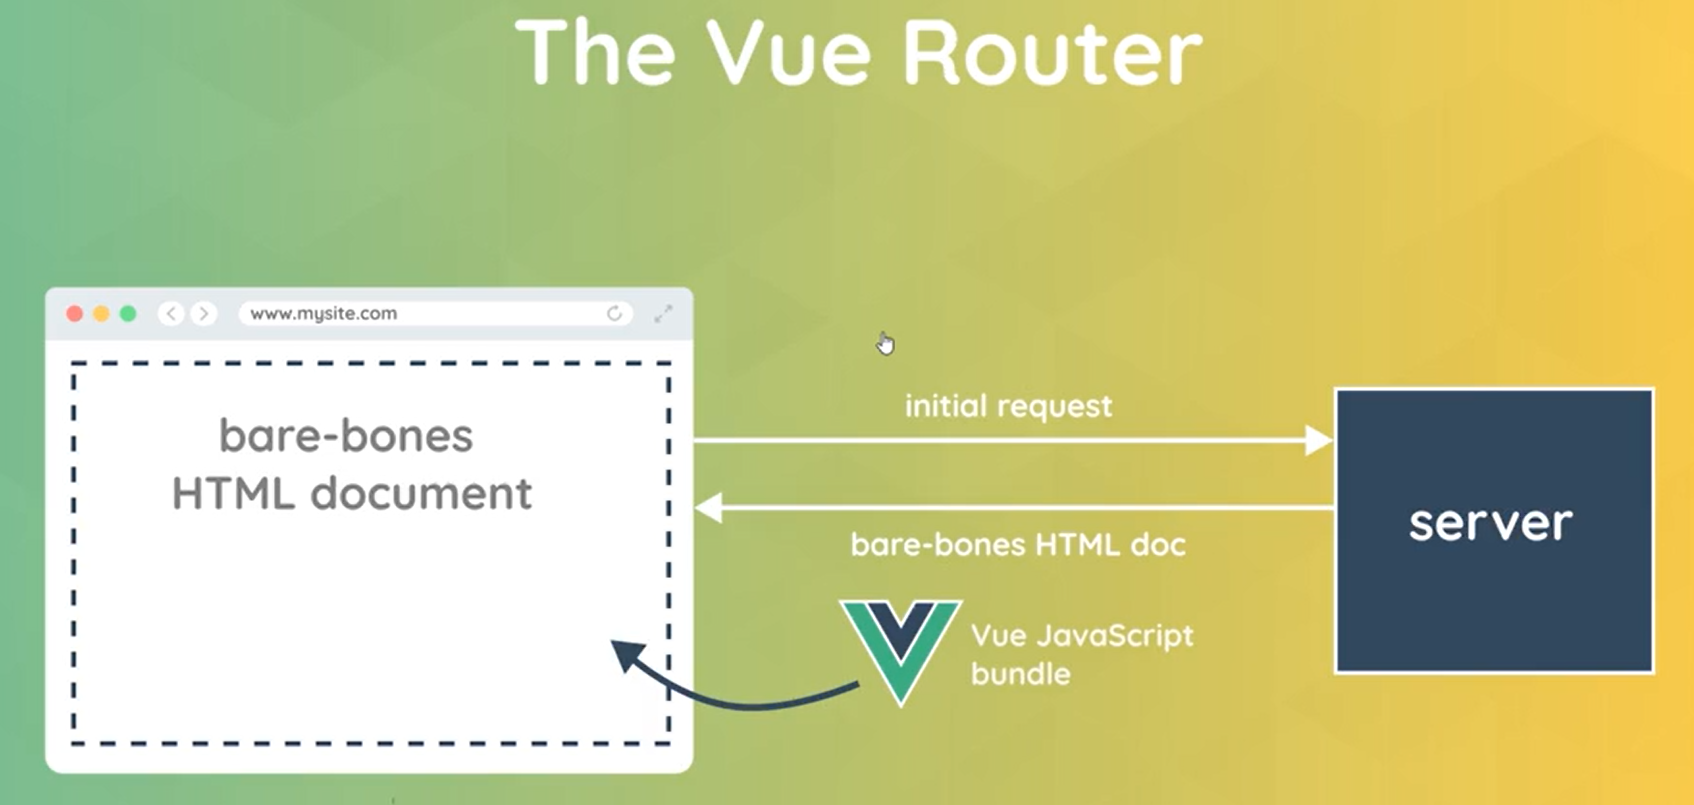 The Vue Router
www.mysite.com
bare-bones
HTML document
initial request
bare-bones HTML doc
Vue JavaScript
bundle
server